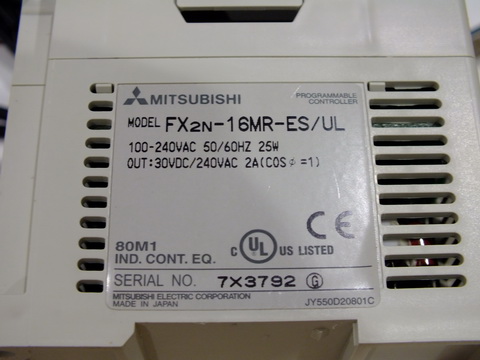 MITSUBISHI
PROGRAMMABLE
CONTROLLER
MODEL FX2N-16MR-ES/UL
100-240VAC 50/60HZ 25W
OUT:30VDC/240VAC 2A(COSφ=1)
CE
80M1
IND. CONT. EQ.
C UL US LISTED
SERIAL NO. 7X3792 G
MITSUBISHI ELECTRIC CORPORATION
MADE IN JAPAN
JY550D20801C